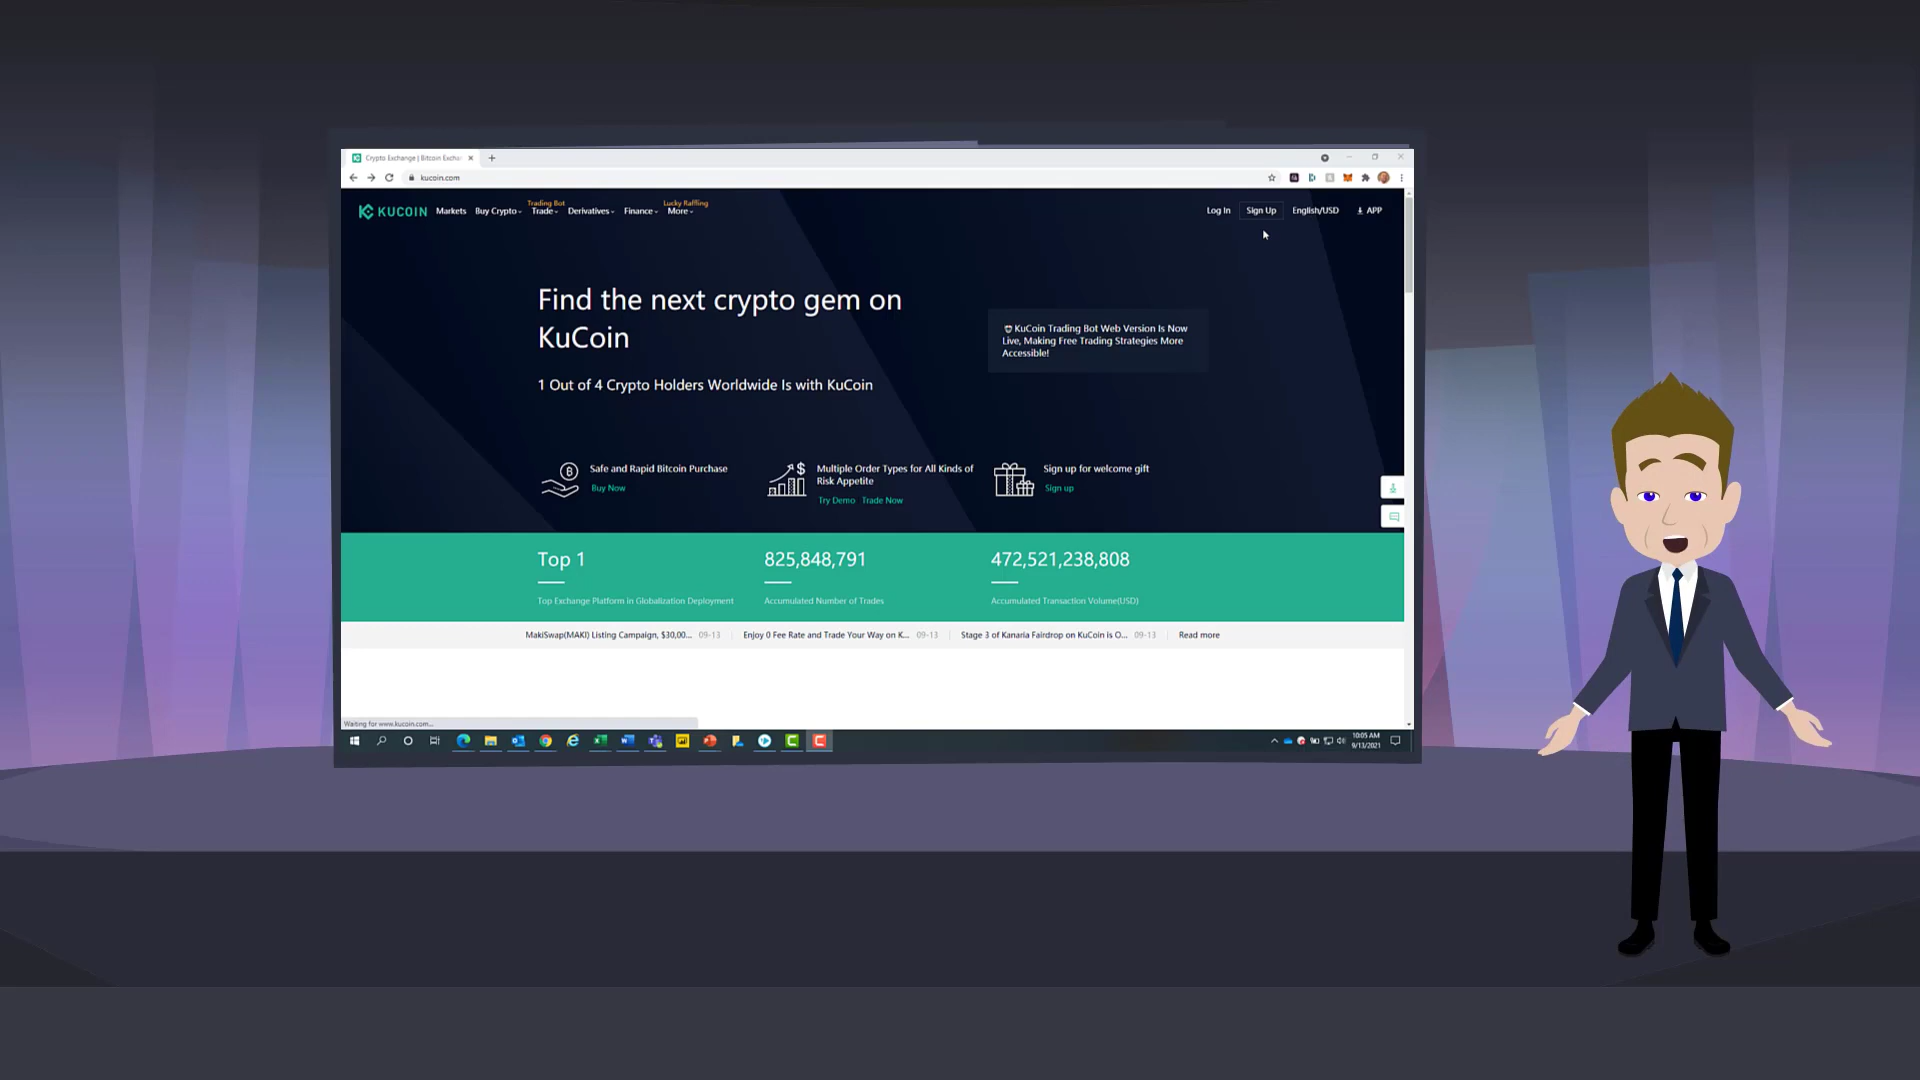 Crypto Exchange | Bitcoin Excha
kucoin.com
KUCOIN Markets Buy Crypto Trading Bot Trade Derivatives Finance Lucky Raffling More Log In Sign Up English/USD APP
Find the next crypto gem on
KuCoin
1 Out of 4 Crypto Holders Worldwide Is with KuCoin
KuCoin Trading Bot Web Version Is Now
Live, Making Free Trading Strategies More
Accessible!
Safe and Rapid Bitcoin Purchase
Buy Now
Multiple Order Types for All Kinds of
Risk Appetite
Try Demo Trade Now
Sign up for welcome gift
Sign up
Top 1
Top Exchange Platform in Globalization Deployment
825,848,791
Accumulated Number of Trades
472,521,238,808
Accumulated Transaction Volume(USD)
MakiSwap(MAKI) Listing Campaign, $30,00... 09-13 Enjoy 0 Fee Rate and Trade Your Way on K... 09-13 Stage 3 of Kanaria Fairdrop on KuCoin Is O... 09-13 Read more
Waiting for www.kucoin.com...
10:05 AM
9/13/2021